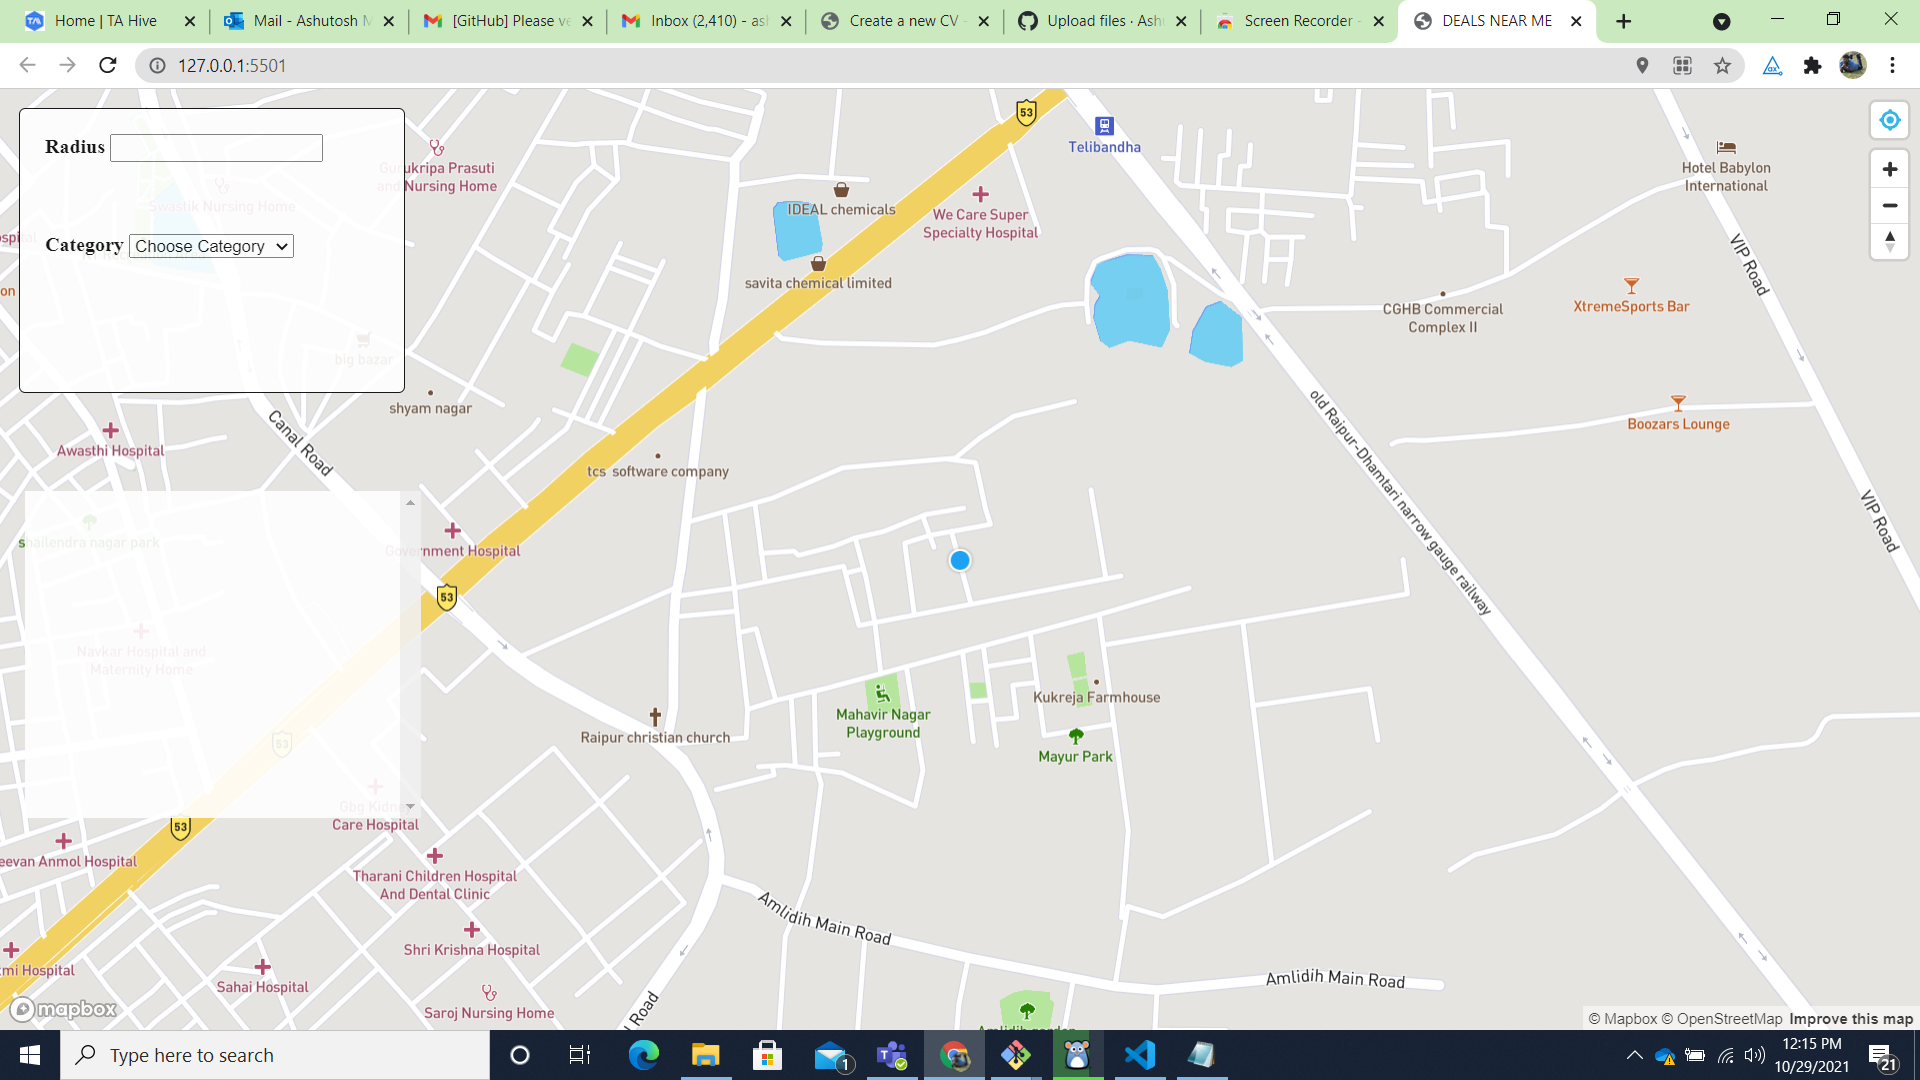 Home | TA Hive
Mail - Ashutosh M
[GitHub] Please ve
Inbox (2,410) - ash
Create a new CV -
Upload files · Ashu
Screen Recorder -
DEALS NEAR ME
127.0.0.1:5501
Radius
Category
Choose Category
53
Telibandha
Hotel Babylon
International
Gurukripa Prasuti
and Nursing Home
Swastik Nursing Home
IDEAL chemicals
We Care Super
Specialty Hospital
savita chemical limited
VIP Road
XtremeSports Bar
CGHB Commercial
Complex II
big bazar
shyam nagar
Boozars Lounge
Canal Road
Awasthi Hospital
tcs software company
old Raipur-Dhamtari narrow gauge railway
VIP Road
shailendra nagar park
Government Hospital
53
Navkar Hospital and
Maternity Home
Kukreja Farmhouse
Mahavir Nagar
Playground
Raipur christian church
Mayur Park
53
Gbg Kidney
Care Hospital
53
eevan Anmol Hospital
Tharani Children Hospital
And Dental Clinic
Amlidih Main Road
Shri Krishna Hospital
mi Hospital
Sahai Hospital
Amlidih Main Road
Saroj Nursing Home
l Road
Amlidih garden
mapbox
© Mapbox © OpenStreetMap Improve this map
Type here to search
1
12:15 PM
10/29/2021
21